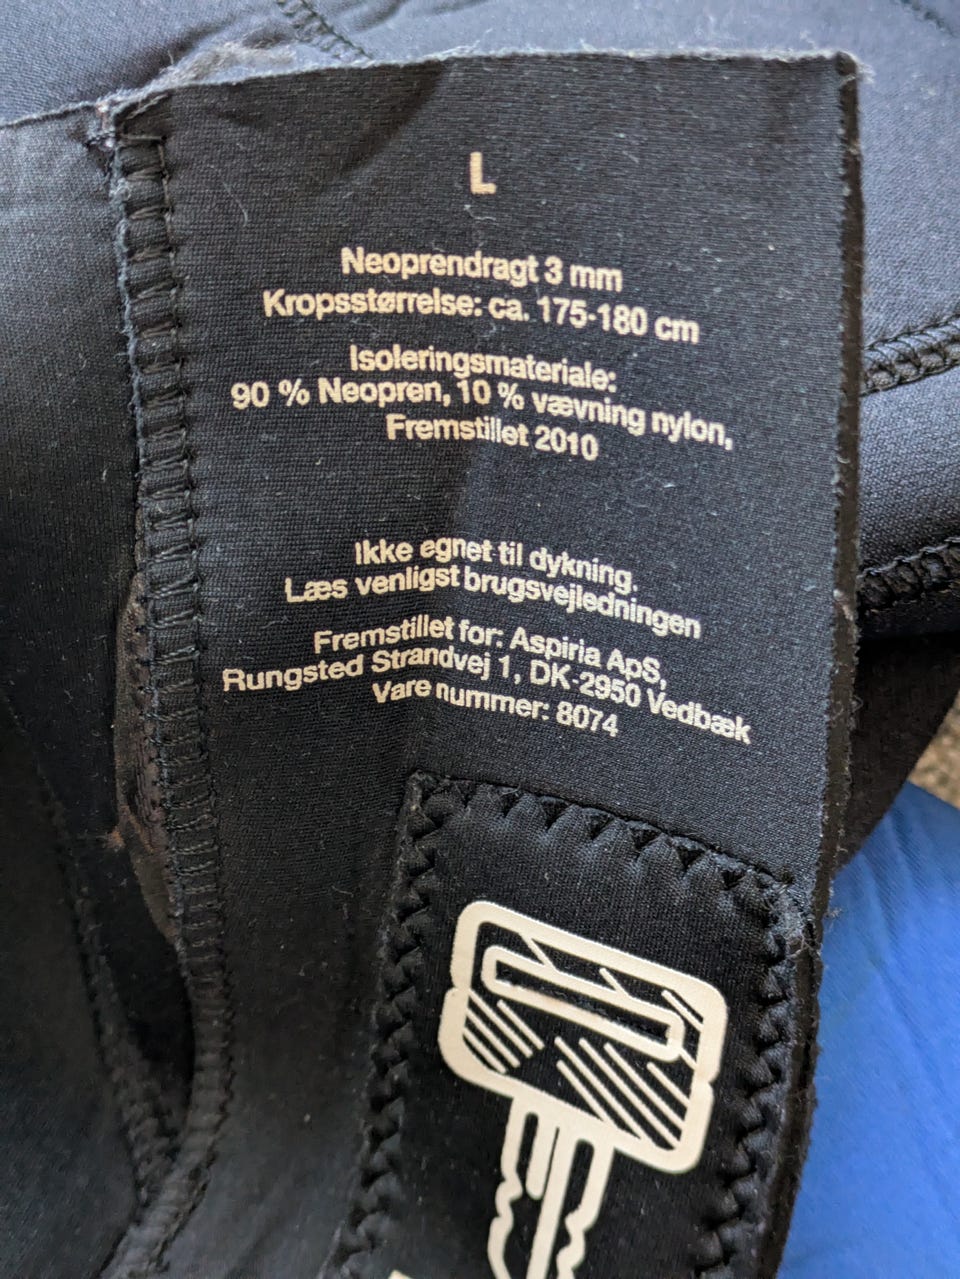 L
Neoprendragt 3 mm
Kropsstørrelse: ca. 175-180 cm
Isoleringsmateriale:
90 % Neopren, 10 % vævning nylon,
Fremstillet 2010
Ikke egnet til dykning.
Læs venligst brugsvejledningen
Fremstillet for: Aspiria ApS,
Rungsted Strandvej 1, DK-2950 Vedbæk
Vare nummer: 8074